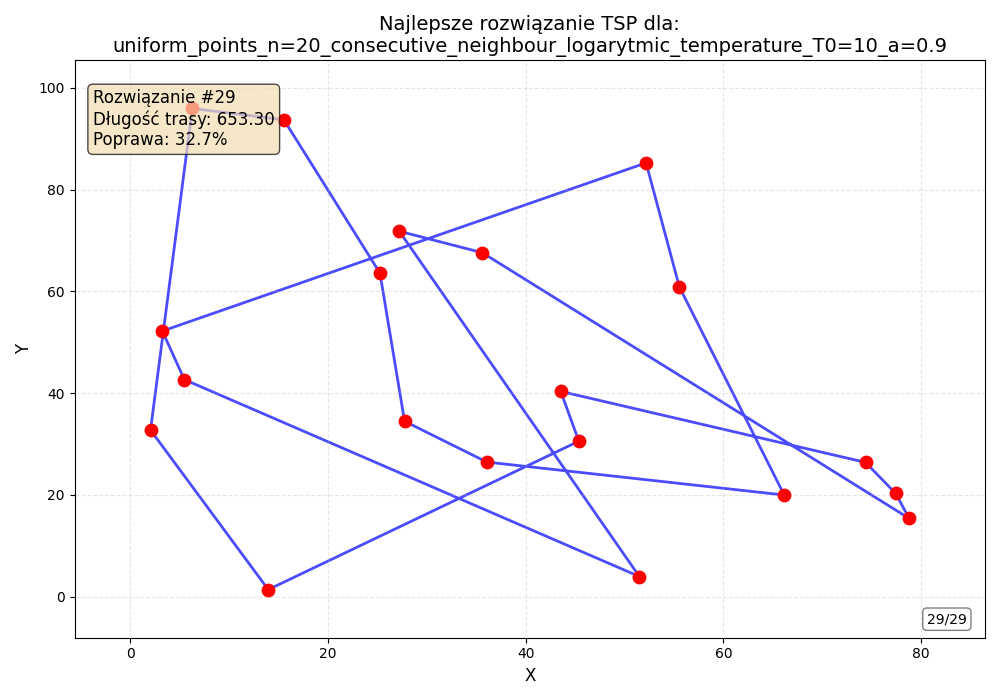 Najlepsze rozwiązanie TSP dla:
uniform_points_n=20_consecutive_neighbour_logarytmic_temperature_T0=10_a=0.9
Rozwiązanie #29
Długość trasy: 653.30
Poprawa: 32.7%
100
80
60
40
20
0
Y
0
20
40
60
80
X
29/29